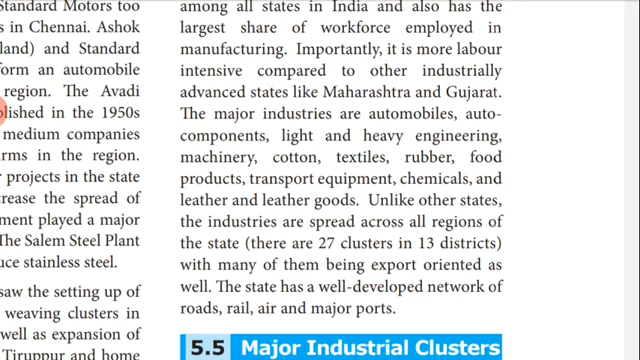 Standard Motors too
s in Chennai. Ashok
land) and Standard
form an automobile
region. The Avadi
blished in the 1950s
medium companies
irms in the region.
r projects in the state
crease the spread of
ment played a major
The Salem Steel Plant
uce stainless steel.
saw the setting up of
weaving clusters in
well as expansion of
Tiruppur and home
among all states in India and also has the
largest share of workforce employed in
manufacturing. Importantly, it is more labour
intensive compared to other industrially
advanced states like Maharashtra and Gujarat.
The major industries are automobiles, auto-
components, light and heavy engineering,
machinery, cotton, textiles, rubber, food
products, transport equipment, chemicals, and
leather and leather goods. Unlike other states,
the industries are spread across all regions of
the state (there are 27 clusters in 13 districts)
with many of them being export oriented as
well. The state has a well-developed network of
roads, rail, air and major ports.
5.5 Major Industrial Clusters